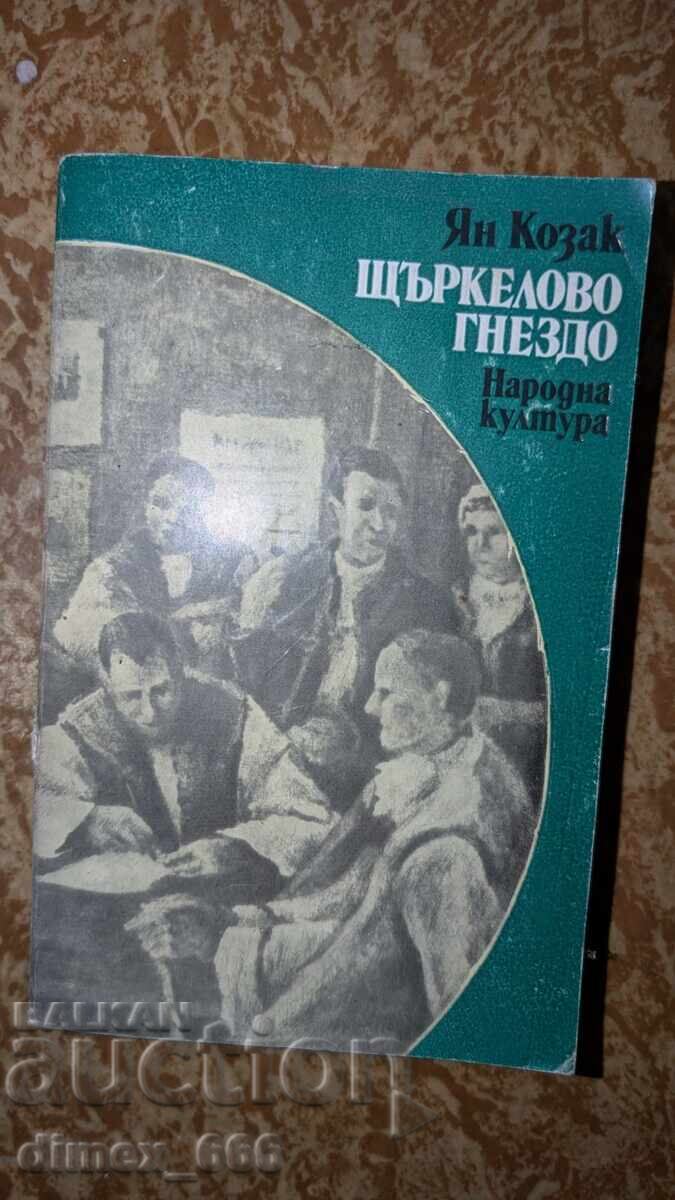 Ян Козак
ЩЪРКЕЛОВО
ГНЕЗДО
Народна
култура
BALKAN
auction
dimex_666